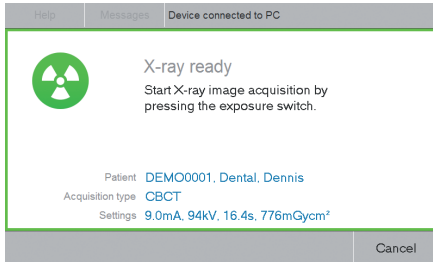 Help Messages Device connected to PC
X-ray ready
Start X-ray image acquisition by
pressing the exposure switch.
Patient DEMO0001, Dental, Dennis
Acquisition type CBCT
Settings 9.0mA, 94kV, 16.4s, 776mGycm²
Cancel